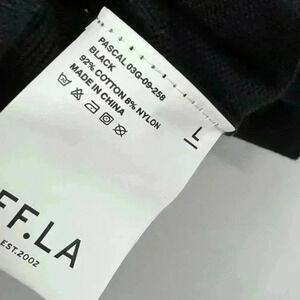 PASCAL 03G-09-258
BLACK
92% COTTON 8% NYLON
MADE IN CHINA
L
FF.LA
EST.2002